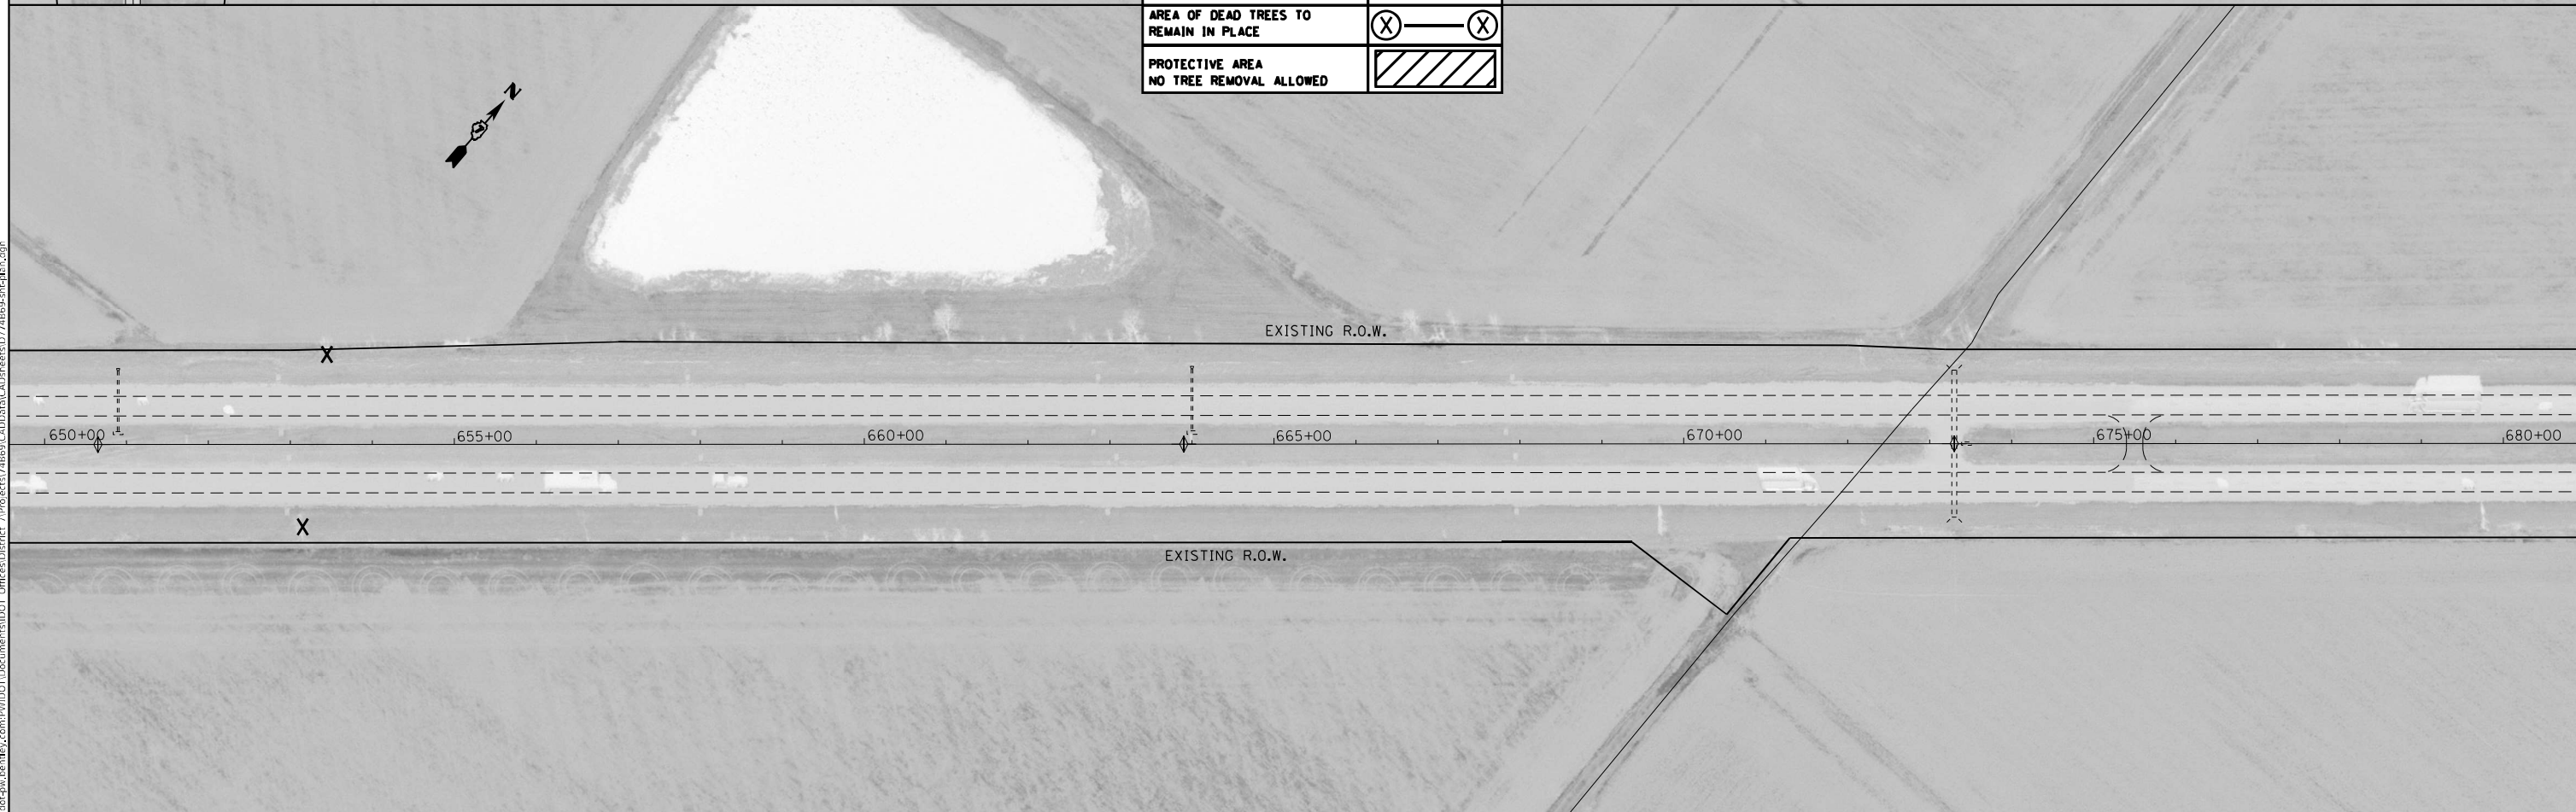 AREA OF DEAD TREES TO
REMAIN IN PLACE
X X
PROTECTIVE AREA
NO TREE REMOVAL ALLOWED
N
EXISTING R.O.W.
X
650+00 655+00 660+00 665+00 670+00 675+00 680+00
X
EXISTING R.O.W.